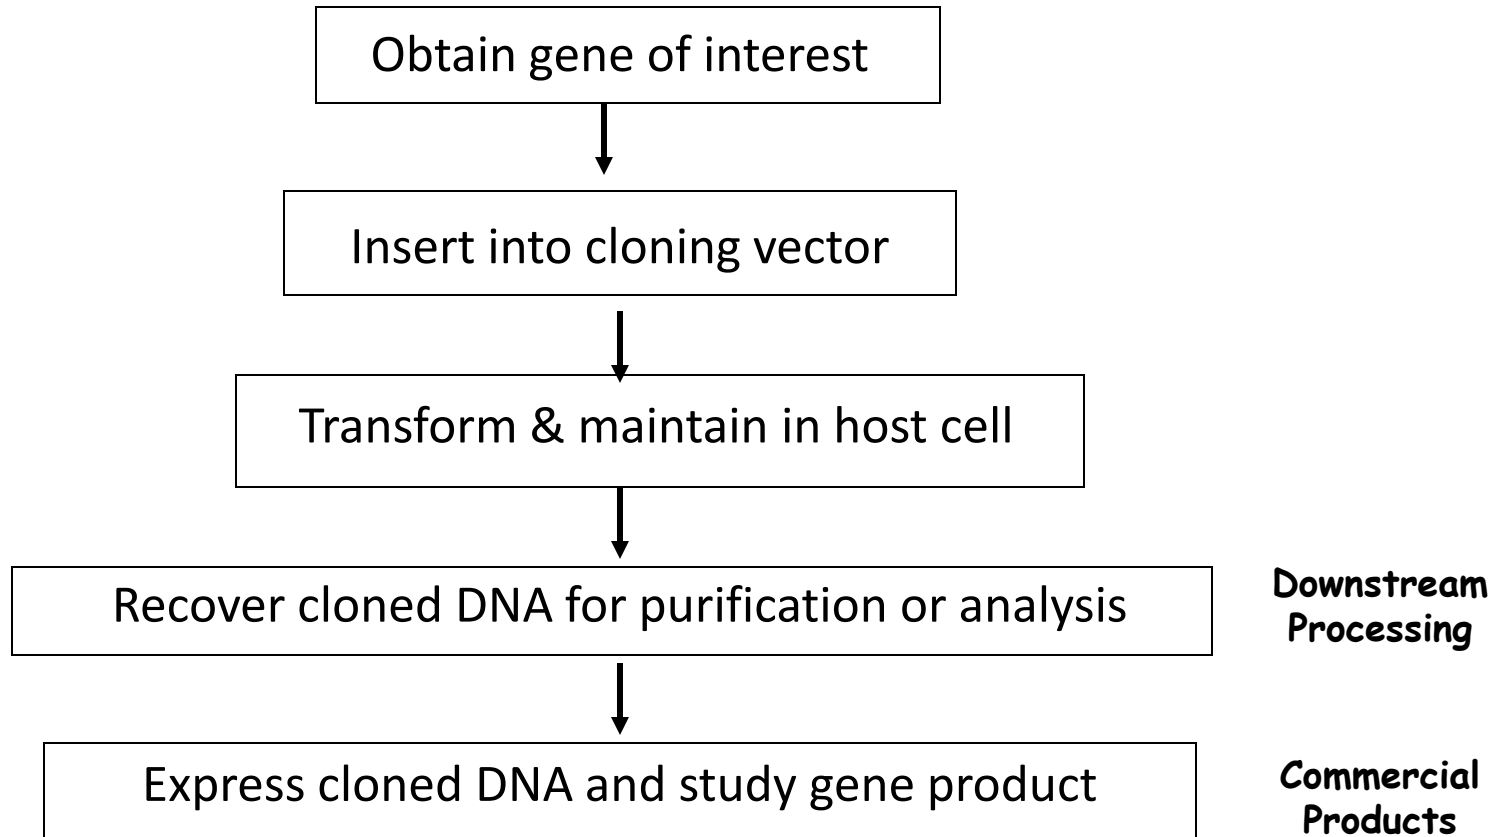 Obtain gene of interest
Insert into cloning vector
Transform & maintain in host cell
Recover cloned DNA for purification or analysis
Downstream
Processing
Express cloned DNA and study gene product
Commercial
Products